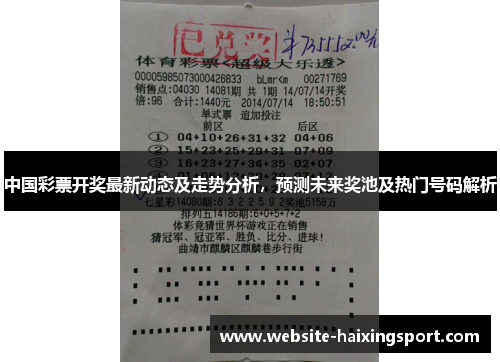 已兑奖 ¥735552.00元
体育彩票<超级大乐透>
00005985073000426833 bLmr<m 00271769
销售点:04030 14081期 共 1期 14/07/14开奖
倍:96 合计:1440元 2014/07/14 18:50:51
单式票 追加投注
前区 后区
① 04+10+26+31+32 04+06
② 15+23+25+29+31 07+09
③ 16+23+27+34+35 02+07
中国彩票开奖最新动态及走势分析，预测未来奖池及热门号码解析
七星彩14080期:6 3 2 2 5 9 2奖池5158万
排列五14186期:6+0+5+7+2
体彩竞猜世界杯游戏正在销售
猜冠军、冠亚军、胜负、比分、进球!
曲靖市麒麟区麒麟巷步行街
www.website-haixingsport.com